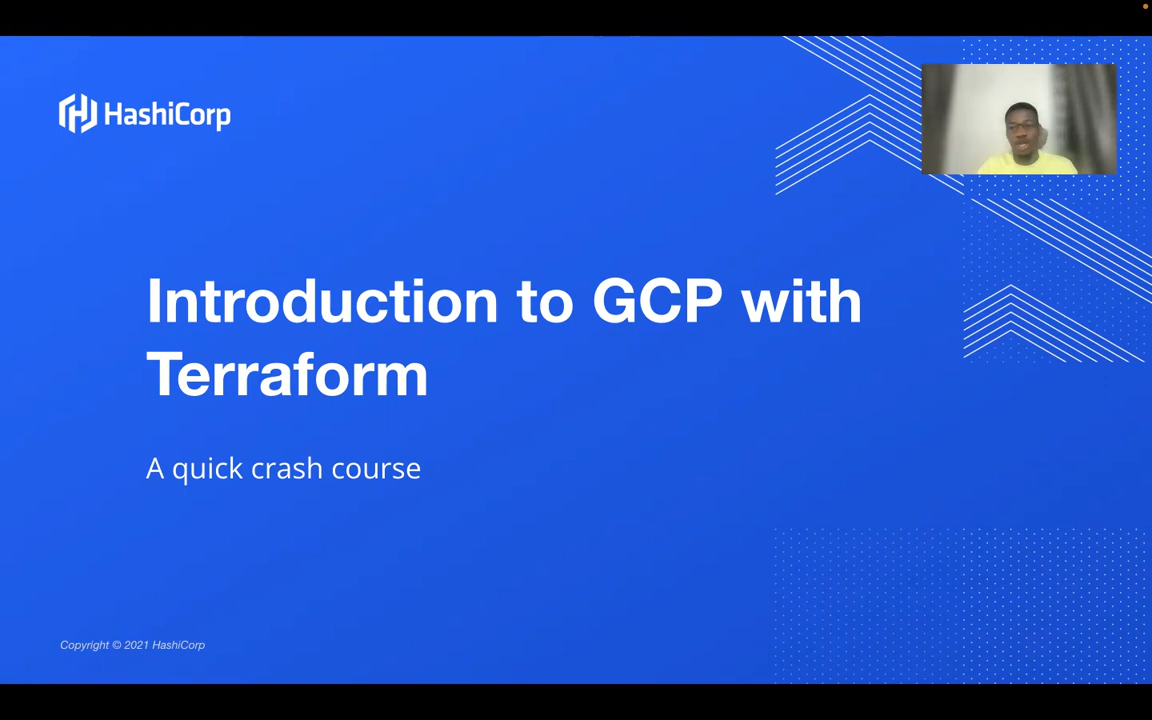 HashiCorp
Introduction to GCP with
Terraform
A quick crash course
Copyright © 2021 HashiCorp